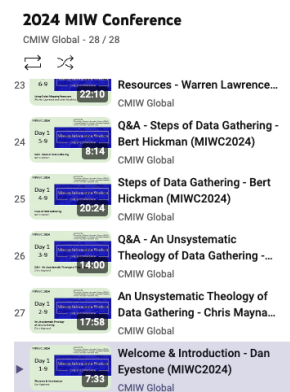 2024 MIW Conference
CMIW Global - 28 / 28
23
6-9
22:10
Resources - Warren Lawrence...
CMIW Global
24
Day 1
5-9
8:14
Q&A - Steps of Data Gathering -
Bert Hickman (MIWC2024)
CMIW Global
25
Day 1
4-9
20:24
Steps of Data Gathering - Bert
Hickman (MIWC2024)
CMIW Global
26
Day 1
3-9
14:00
Q&A - An Unsystematic
Theology of Data Gathering -...
CMIW Global
27
Day 1
2-9
17:58
An Unsystematic Theology of
Data Gathering - Chris Mayna...
CMIW Global
Day 1
1-9
7:33
Welcome & Introduction - Dan
Eyestone (MIWC2024)
CMIW Global